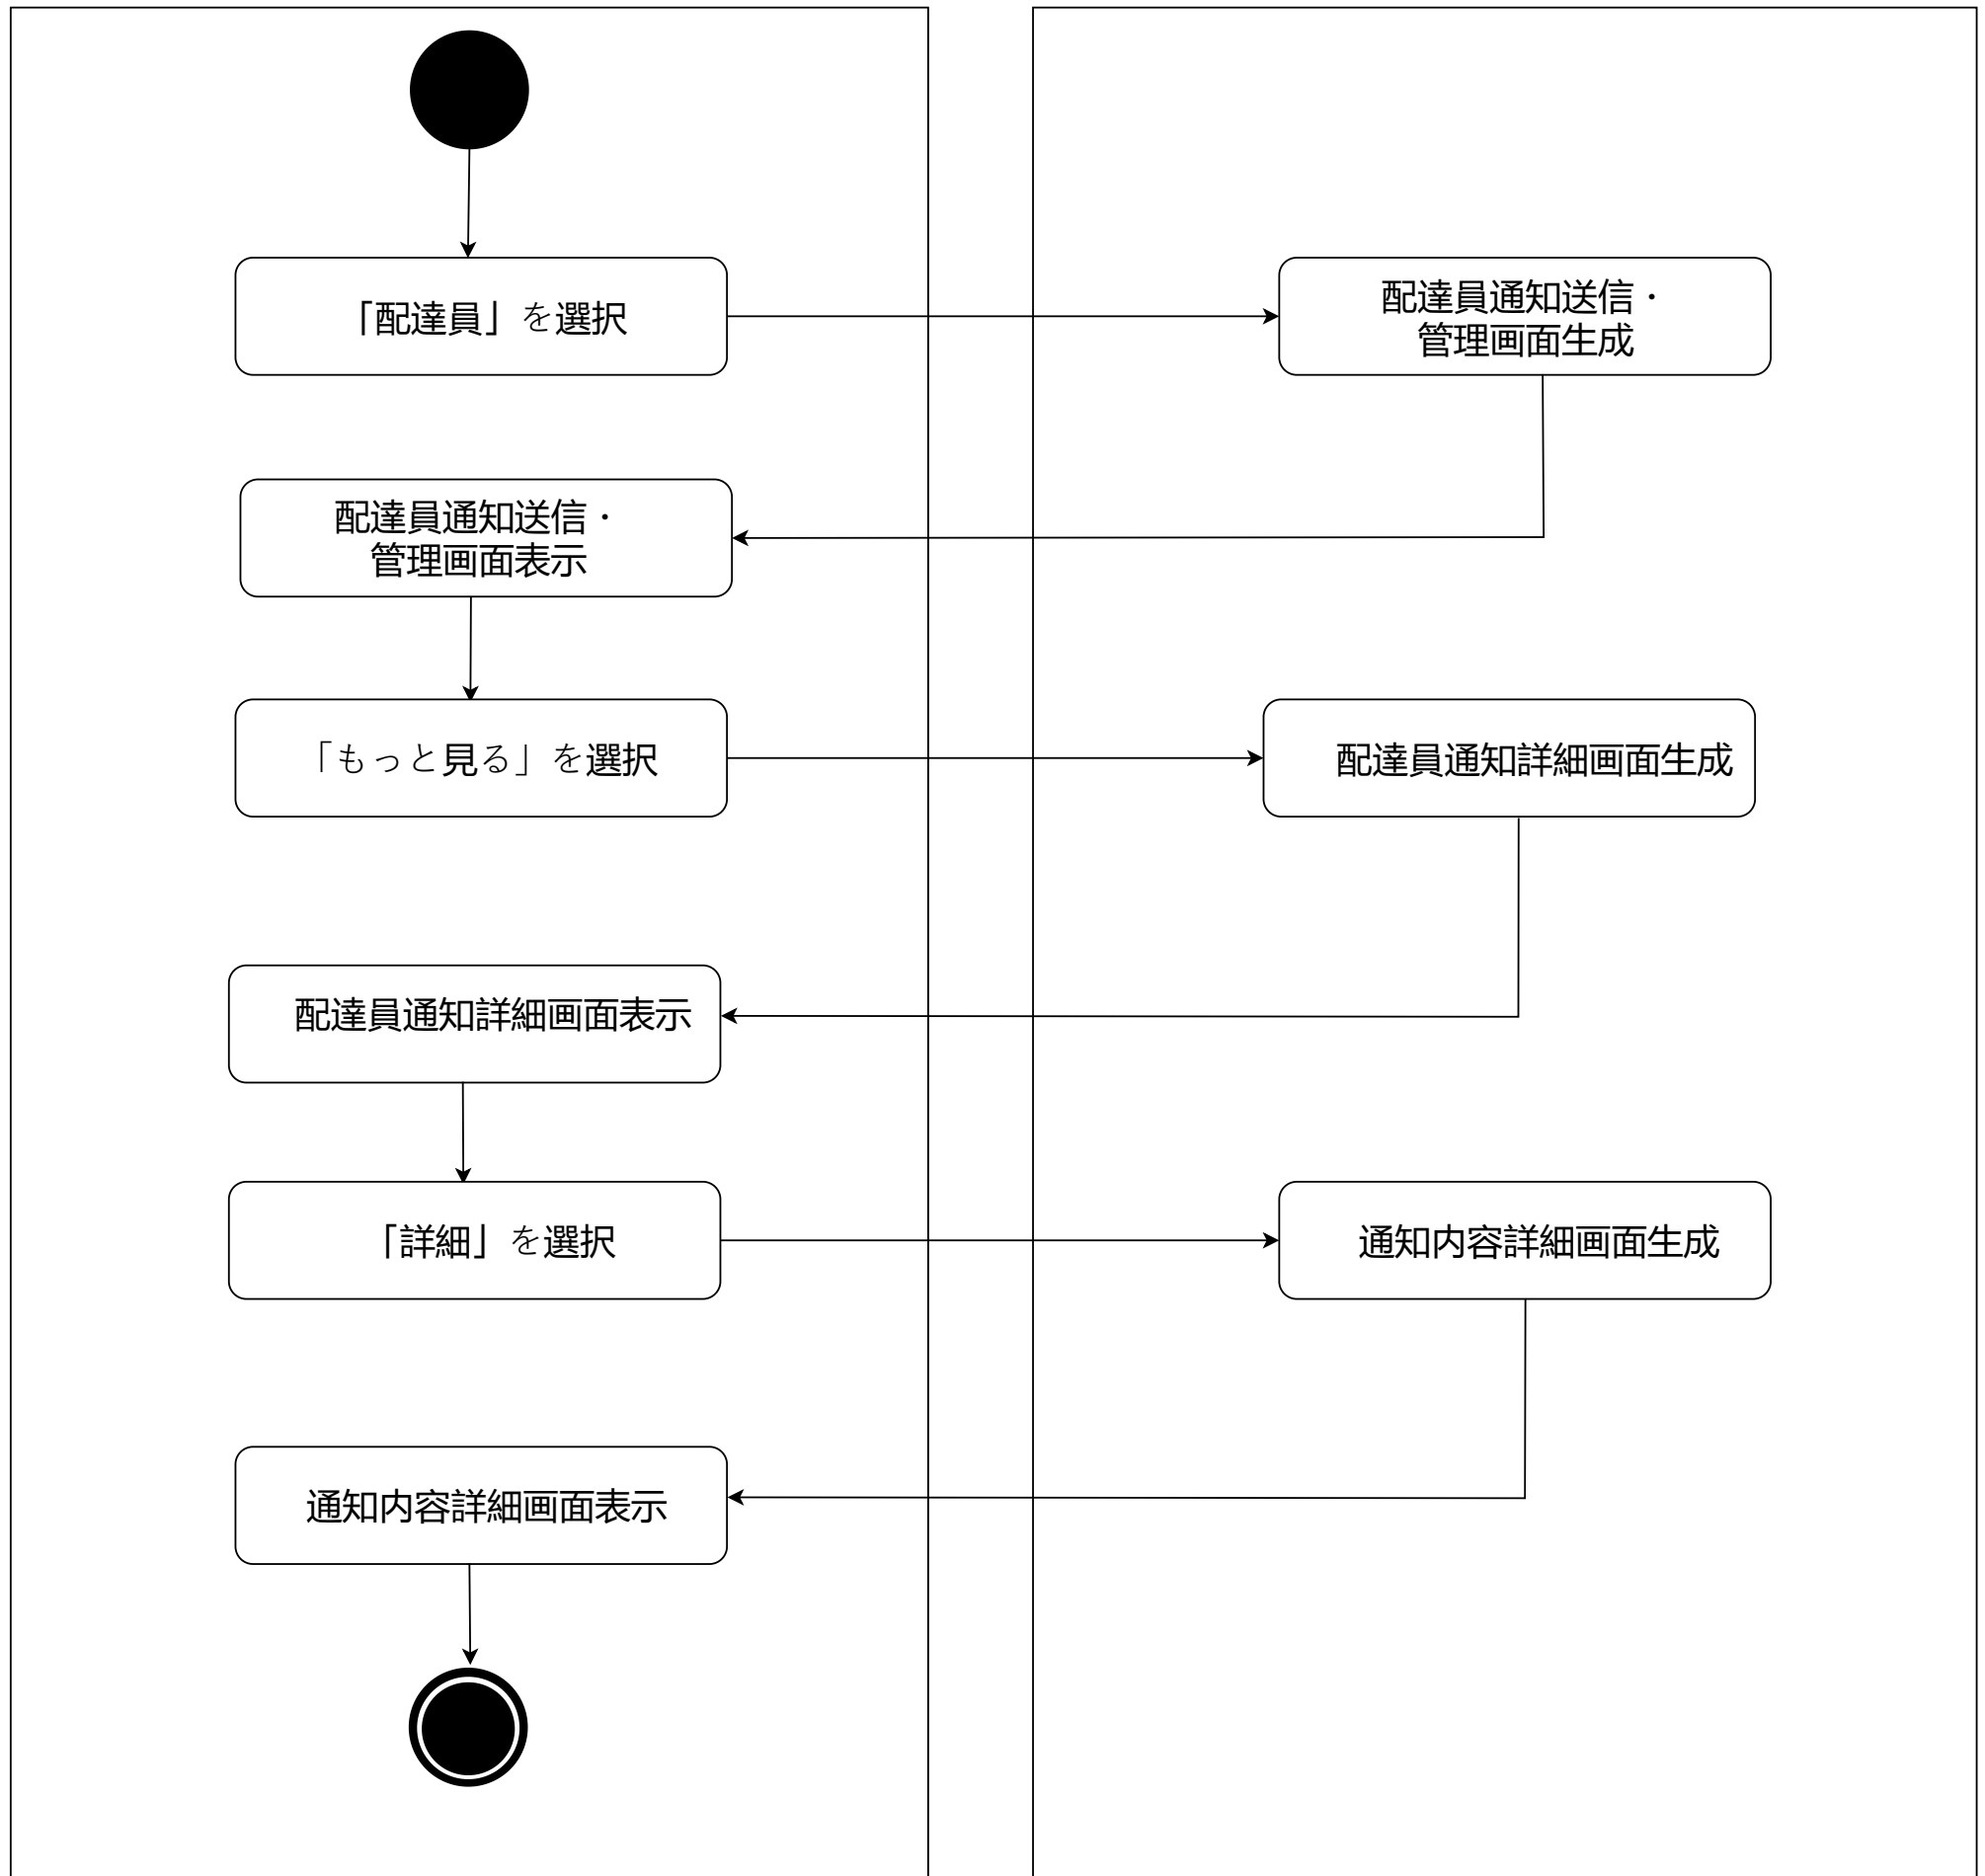 「配達員」を選択
配達員通知送信・
管理画面生成
配達員通知送信・
管理画面表示
「もっと見る」を選択
配達員通知詳細画面生成
配達員通知詳細画面表示
「詳細」を選択
通知内容詳細画面生成
通知内容詳細画面表示